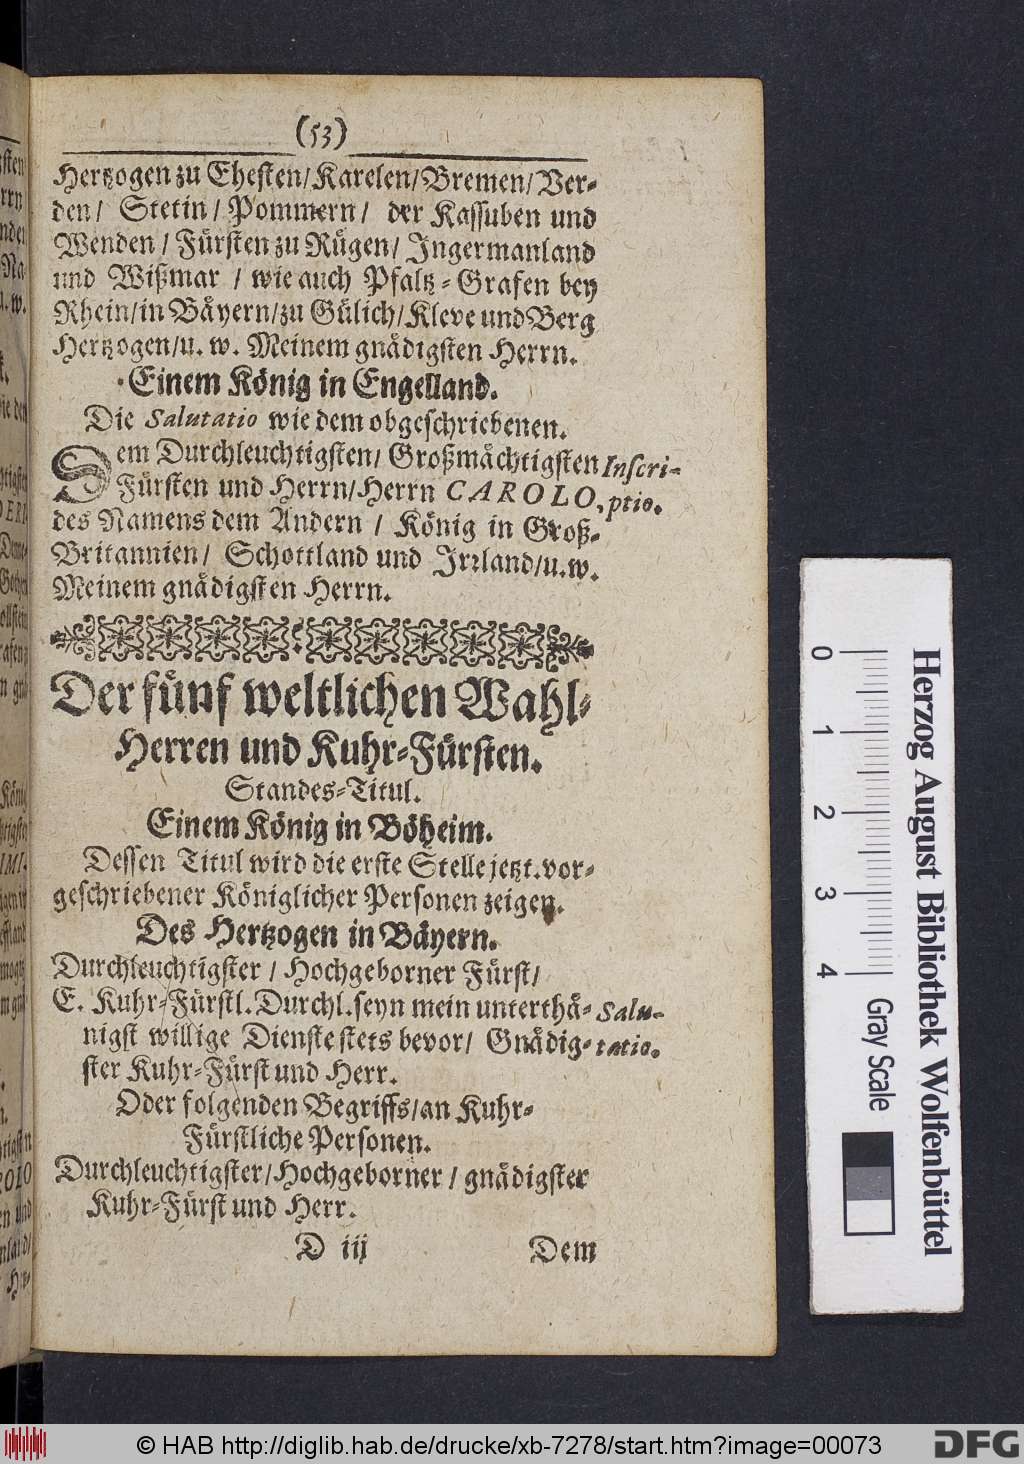 (53)
Hertzogen zu Ehesten/Karelen/Bremen/Ver-
den/ Stetin/Pommern/ der Kassuben und
Wenden/Fürsten zu Rügen/Ingermanland
und Wißmar / wie auch Pfaltz-Grafen bey
Rhein/in Bäyern/zu Gülich/Kleve und Berg
Hertzogen/u. w. Meinem gnädigsten Herrn.
Einem König in Engelland.
Die Salutatio wie dem obgeschriebenen.
Dem Durchleuchtigsten/Großmächtigsten Inscri-
Fürsten und Herrn/Herrn CAROLO, ptio.
des Namens dem Andern / König in Groß-
Britannien/ Schottland und Irrland/u.w.
Meinem gnädigsten Herrn.
Der fünf weltlichen Wahl-
Herren und Kuhr-Fürsten.
Standes-Titul.
Einem König in Böheim.
Dessen Titul wird die erste Stelle jetzt vor-
geschriebener Königlicher Personen zeigen.
Des Hertzogen in Bäyern.
Durchleuchtigster / Hochgeborner Fürst/
E. Kuhr-Fürstl. Durchl. seyn mein unterthä- Salu-
nigst willige Dienste stets bevor/ Gnädig- tatio.
ster Kuhr-Fürst und Herr.
Oder folgenden Begriffs/an Kuhr-
Fürstliche Personen.
Durchleuchtigster/Hochgeborner / gnädigster
Kuhr-Fürst und Herr.
D iij Dem
0 1 2 3 4
Gray Scale
Herzog August Bibliothek Wolfenbüttel
© HAB http://diglib.hab.de/drucke/xb-7278/start.htm?image=00073
DFG